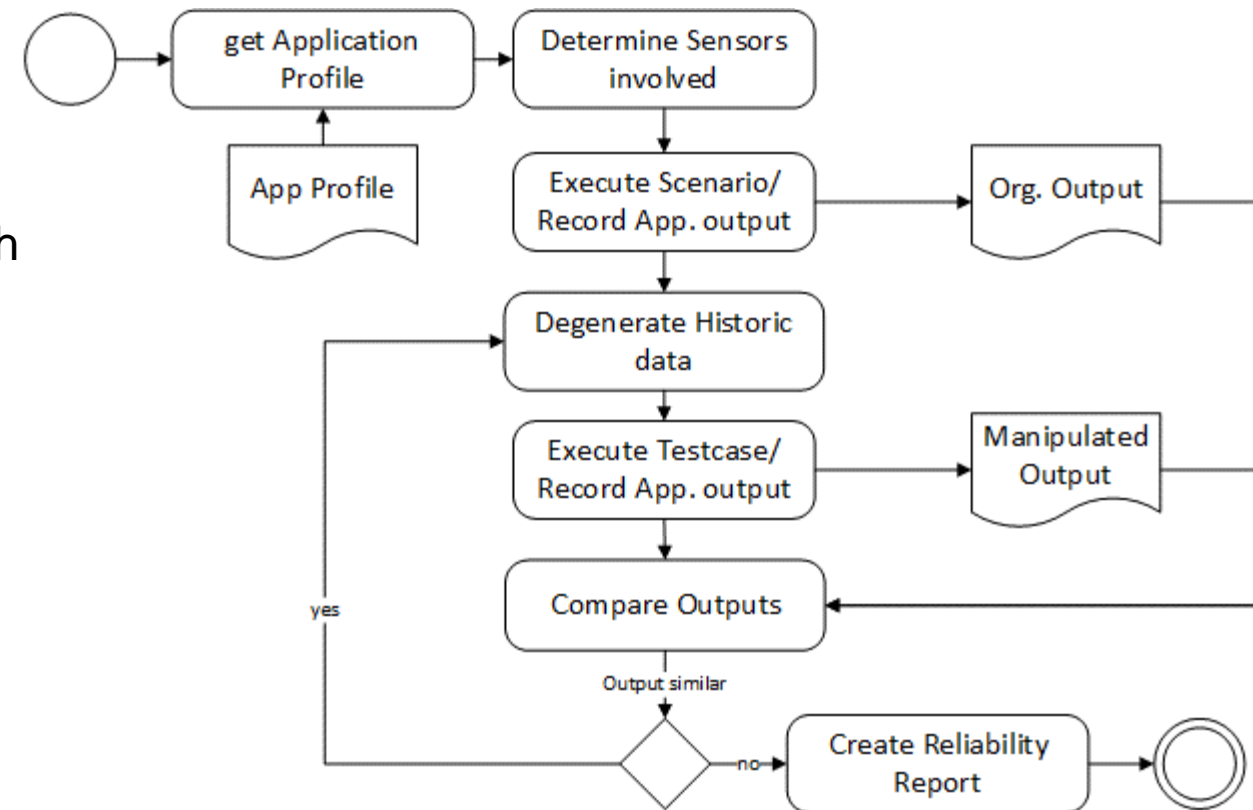 get Application
Profile
Determine Sensors
involved
App Profile
Execute Scenario/
Record App. output
Org. Output
h
Degenerate Historic
data
Execute Testcase/
Record App. output
Manipulated
Output
Compare Outputs
yes
Output similar
no
Create Reliability
Report